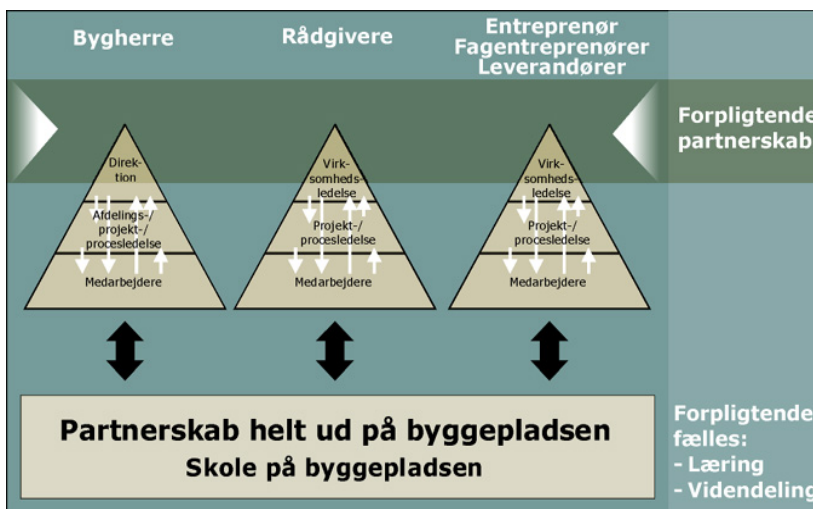 Bygherre
Rådgivere
Entreprenør
Fagentreprenører
Leverandører
Forpligtende
partnerskab
Direk-
tion
Afdelings-/
projekt-/
procesledelse
Medarbejdere
Virk-
somheds-
ledelse
Projekt-/
procesledelse
Medarbejdere
Virk-
somheds-
ledelse
Projekt-/
procesledelse
Medarbejdere
Partnerskab helt ud på byggepladsen
Skole på byggepladsen
Forpligtende
fælles:
- Læring
- Videndeling